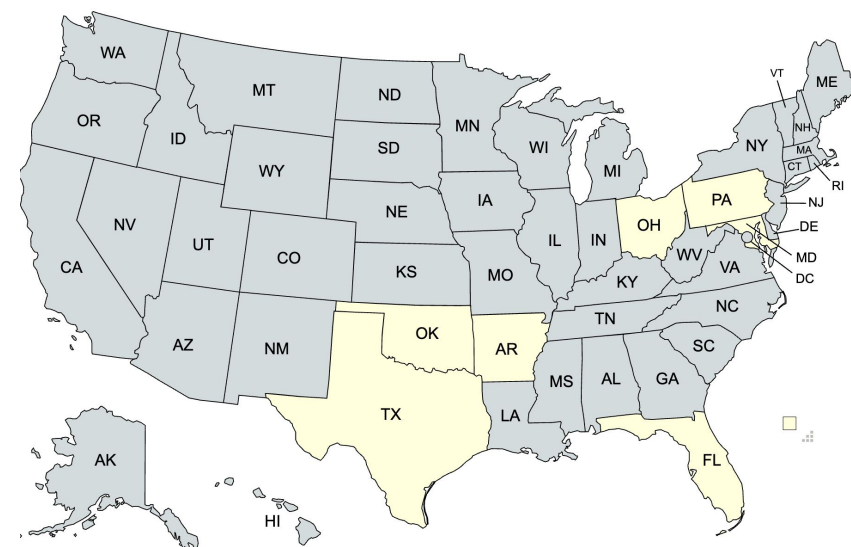 WA
MT
ND
MN
OR
ID
SD
WI
MI
NY
VT
NH
ME
MA
CT
RI
WY
IA
NE
PA
NJ
NV
UT
CO
IL
IN
OH
DE
MD
DC
CA
KS
MO
WV
VA
KY
NC
TN
AZ
NM
OK
AR
SC
MS
AL
GA
TX
LA
FL
AK
HI